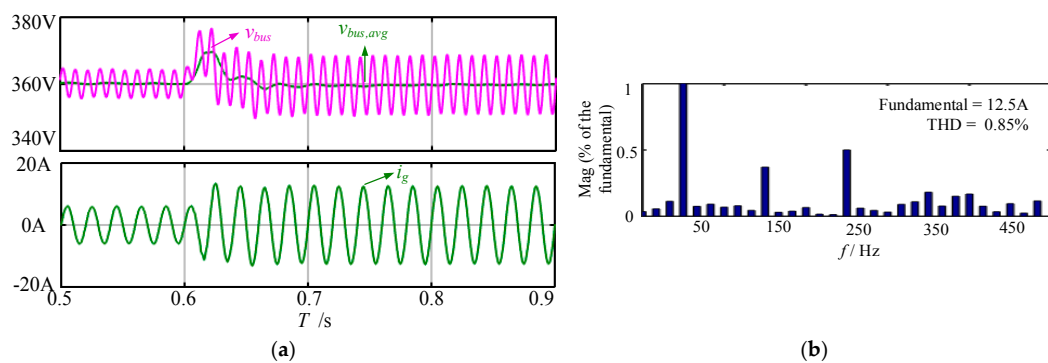 380V
v_bus
v_bus,avg
360V
340V
20A
i_g
0A
-20A
0.5
0.6
0.7
0.8
0.9
T /s
(a)
1
Fundamental = 12.5A
THD = 0.85%
0.5
0
Mag (% of the
fundamental)
50
150
250
350
450
f / Hz
(b)